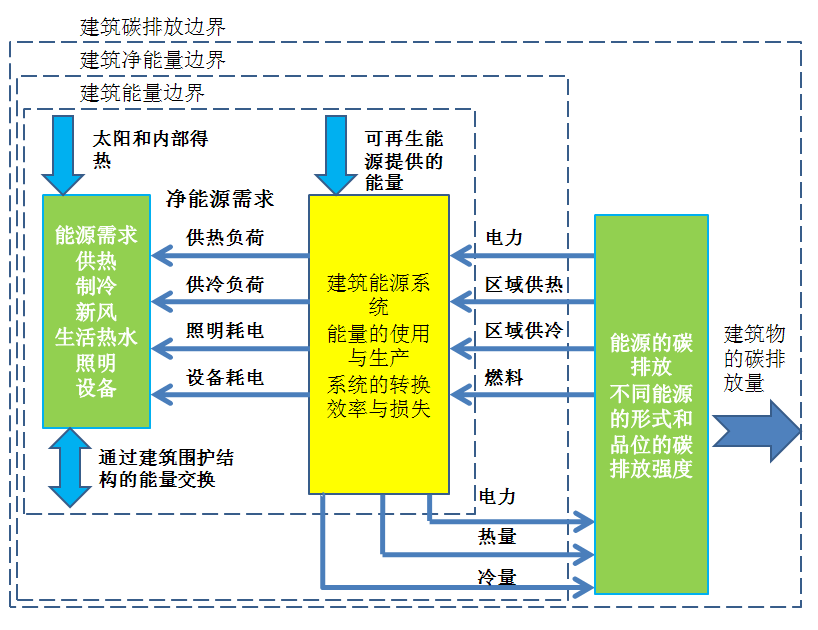 建筑碳排放边界
建筑净能量边界
建筑能量边界
太阳和内部得
热
可再生能
源提供的
能量
净能源需求
能源需求
供热
制冷
新风
生活热水
照明
设备
供热负荷
供冷负荷
照明耗电
设备耗电
建筑能源系
统
能量的使用
与生产
系统的转换
效率与损失
电力
区域供热
区域供冷
燃料
能源的碳
排放
不同能源
的形式和
品位的碳
排放强度
建筑物
的碳排
放量
通过建筑围护结
构的能量交换
电力
热量
冷量